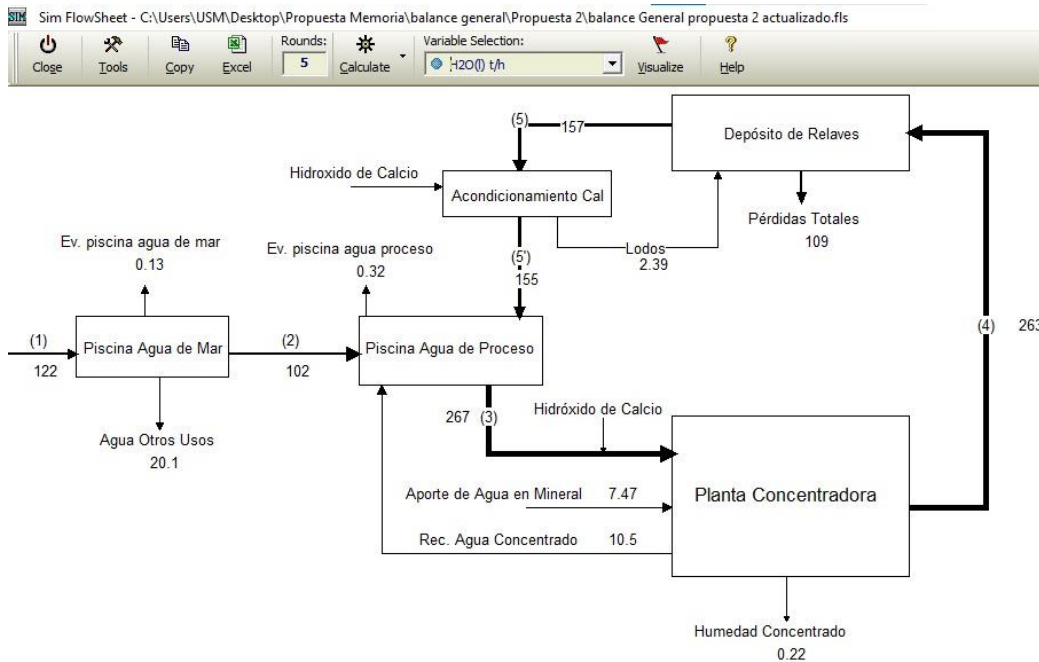 SIM Sim FlowSheet - C:\Users\USM\Desktop\Propuesta Memoria\balance general\Propuesta 2\balance General propuesta 2 actualizado.fls
Close
Tools
Copy
Excel
Rounds:
5
Calculate
Variable Selection:
H2O(l) t/h
Visualize
Help
(5)
157
Depósito de Relaves
Hidroxido de Calcio
Acondicionamiento Cal
Pérdidas Totales
109
Lodos
2.39
Ev. piscina agua de mar
0.13
Ev. piscina agua proceso
0.32
(5')
155
(1)
122
Piscina Agua de Mar
(2)
102
Piscina Agua de Proceso
(4)
263
Agua Otros Usos
20.1
267 (3)
Hidróxido de Calcio
Aporte de Agua en Mineral 7.47
Planta Concentradora
Rec. Agua Concentrado 10.5
Humedad Concentrado
0.22